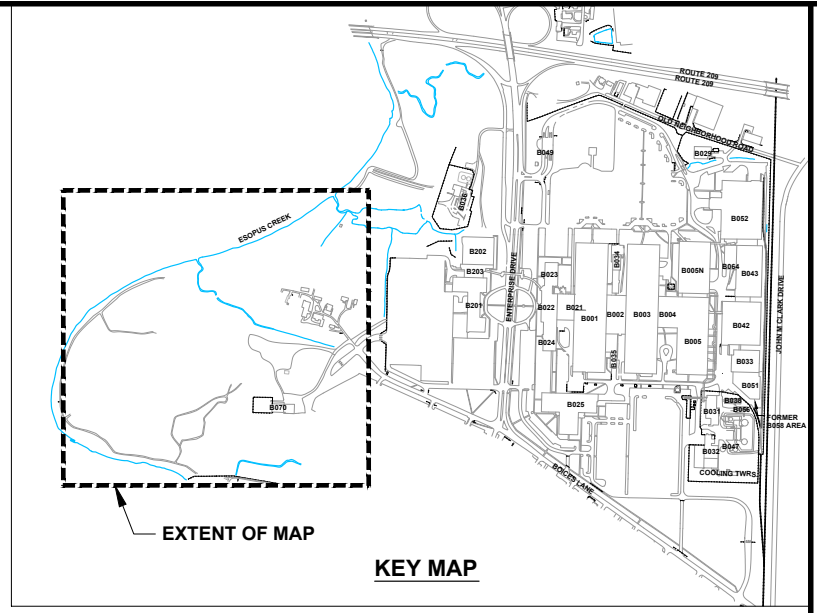 ROUTE 209
ROUTE 209
OLD NEIGHBORHOOD ROAD
B029
B049
B036
B052
ESOPUS CREEK
B202
B203
B201
ENTERPRISE DRIVE
B023
B022
B024
B021
B001
B034
B002
B035
B003
B004
B005N
B005
B064
B043
B042
JOHN M CLARK DRIVE
B033
B051
B025
B031
B038
B056
FORMER
B058 AREA
B047
B032
COOLING TWRS
B070
BOICES LANE
EXTENT OF MAP
KEY MAP